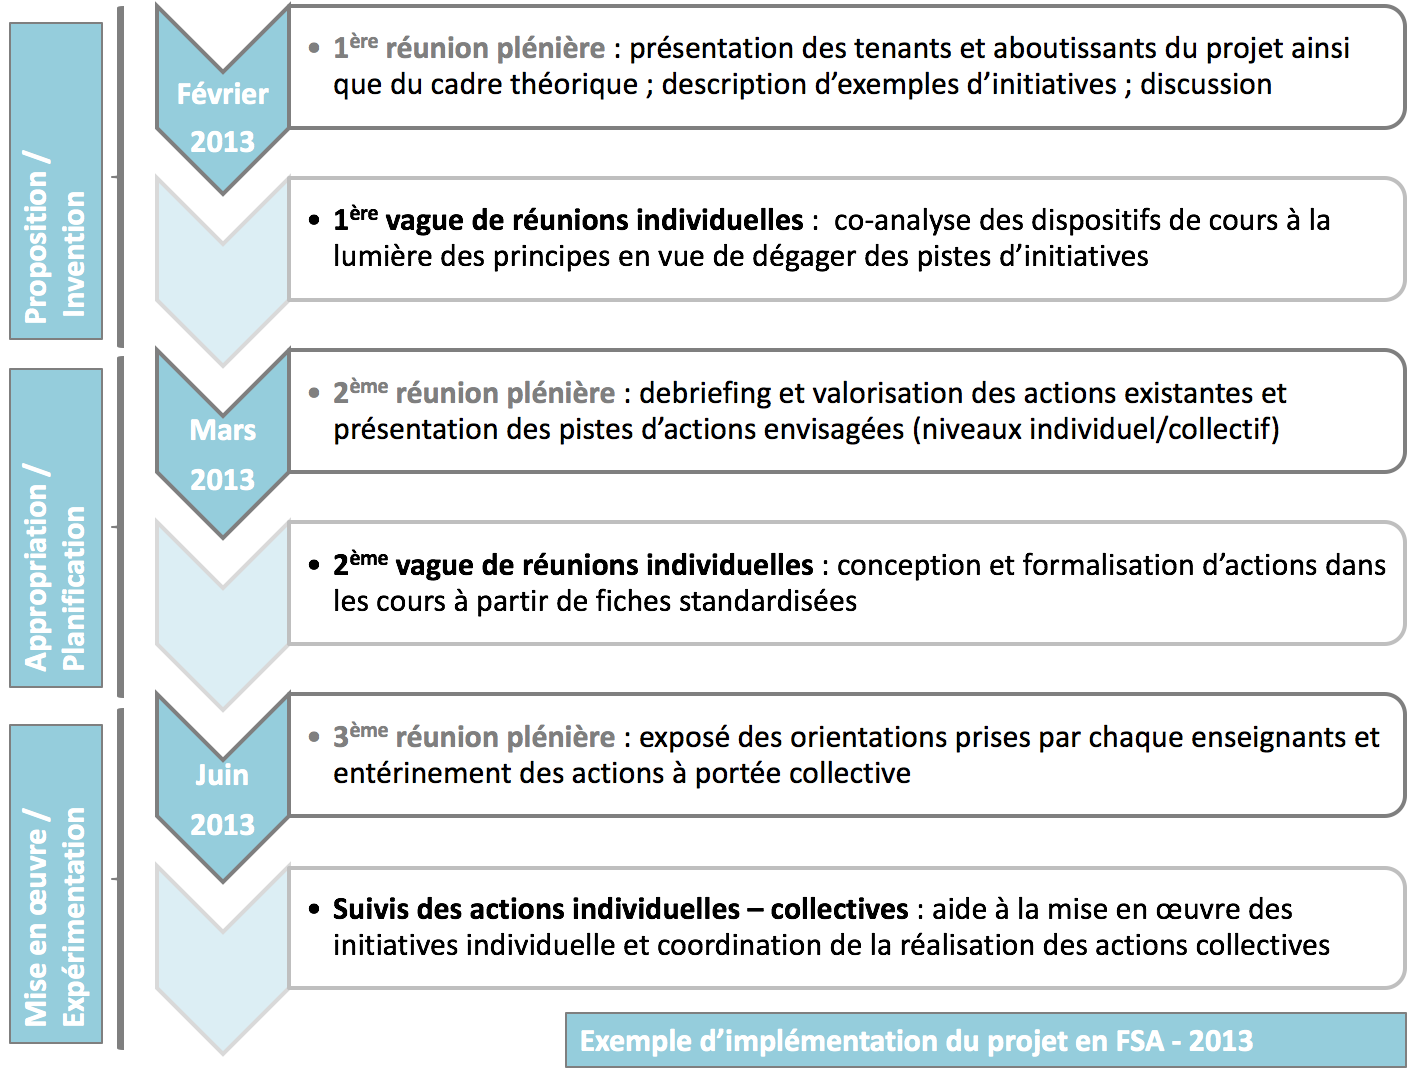 Proposition /
Invention
Février
2013
• 1ère réunion plénière : présentation des tenants et aboutissants du projet ainsi
que du cadre théorique ; description d’exemples d’initiatives ; discussion
• 1ère vague de réunions individuelles :  co-analyse des dispositifs de cours à la
lumière des principes en vue de dégager des pistes d’initiatives
Appropriation /
Planification
Mars
2013
• 2ème réunion plénière : debriefing et valorisation des actions existantes et
présentation des pistes d’actions envisagées (niveaux individuel/collectif)
• 2ème vague de réunions individuelles : conception et formalisation d’actions dans
les cours à partir de fiches standardisées
Mise en œuvre /
Expérimentation
Juin
2013
• 3ème réunion plénière : exposé des orientations prises par chaque enseignants et
entérinement des actions à portée collective
• Suivis des actions individuelles – collectives : aide à la mise en œuvre des
initiatives individuelle et coordination de la réalisation des actions collectives
Exemple d’implémentation du projet en FSA - 2013